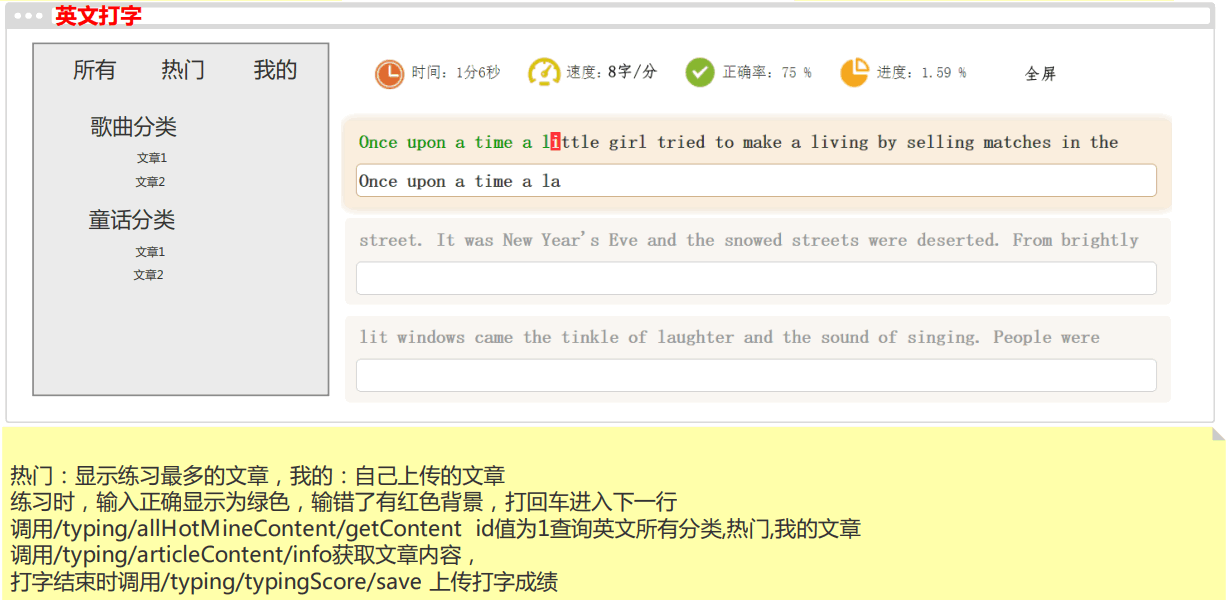 英文打字
所有 热门 我的
歌曲分类
文章1
文章2
童话分类
文章1
文章2
时间：1分6秒 速度：8字/分 正确率：75 % 进度：1.59 % 全屏
Once upon a time a little girl tried to make a living by selling matches in the
Once upon a time a la
street. It was New Year's Eve and the snowed streets were deserted. From brightly
lit windows came the tinkle of laughter and the sound of singing. People were
热门：显示练习最多的文章，我的：自己上传的文章
练习时，输入正确显示为绿色，输错了有红色背景，打回车进入下一行
调用/typing/allHotMineContent/getContent id值为1查询英文所有分类,热门,我的文章
调用/typing/articleContent/info获取文章内容，
打字结束时调用/typing/typingScore/save 上传打字成绩